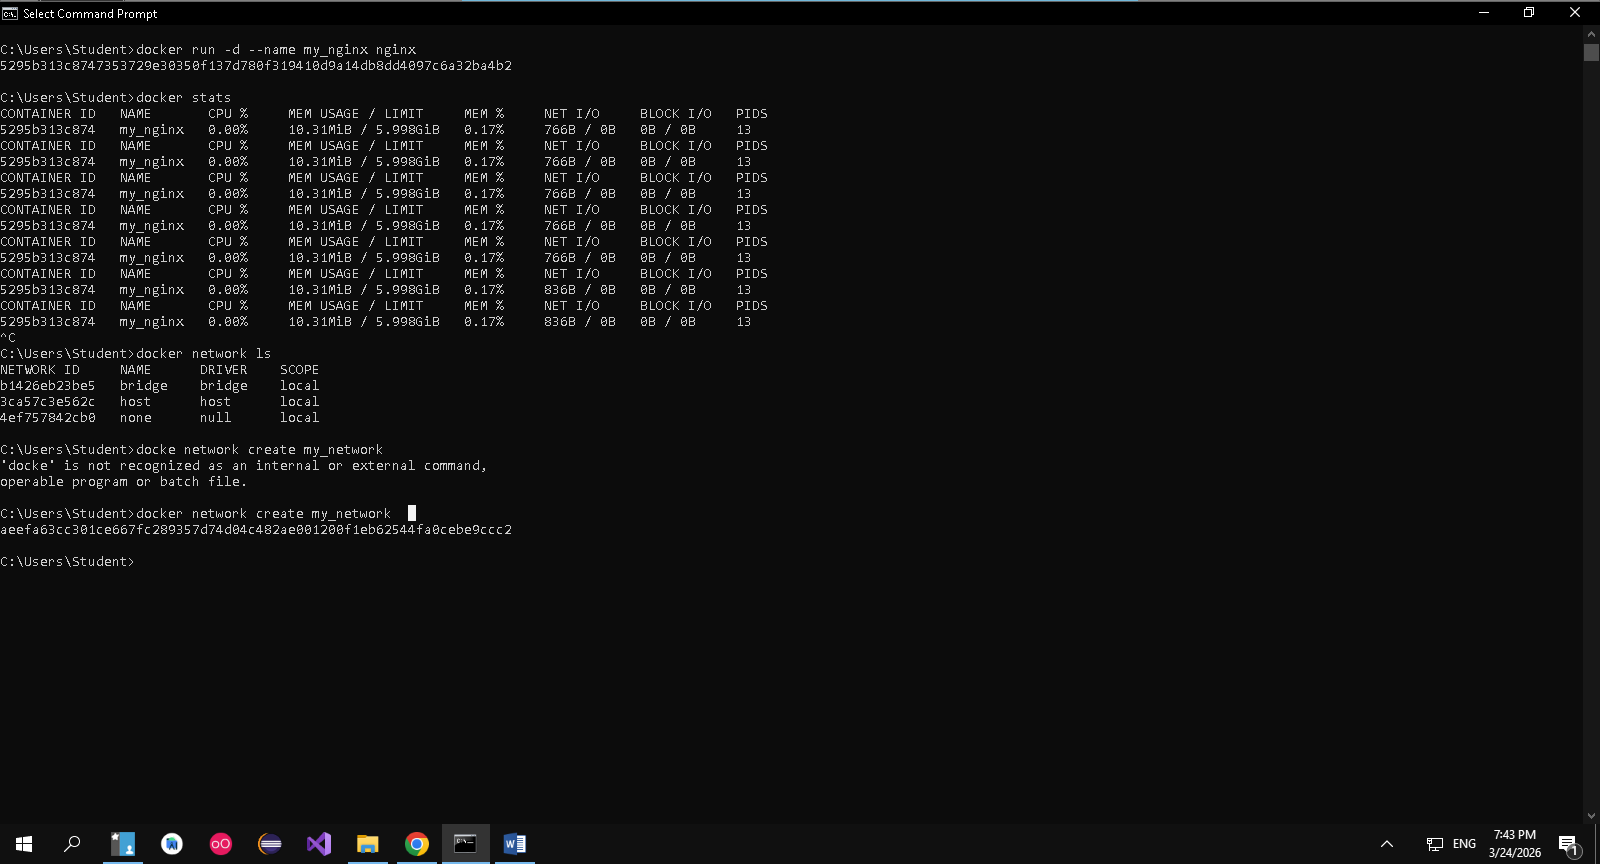 Select Command Prompt
C:\Users\Student>docker run -d --name my_nginx nginx
5295b313c8747353729e30350f137d780f319410d9a14db8dd4097c6a32ba4b2
C:\Users\Student>docker stats
CONTAINER ID   NAME       CPU %     MEM USAGE / LIMIT     MEM %     NET I/O     BLOCK I/O   PIDS
5295b313c874   my_nginx   0.00%     10.31MiB / 5.998GiB   0.17%     766B / 0B   0B / 0B     13
CONTAINER ID   NAME       CPU %     MEM USAGE / LIMIT     MEM %     NET I/O     BLOCK I/O   PIDS
5295b313c874   my_nginx   0.00%     10.31MiB / 5.998GiB   0.17%     766B / 0B   0B / 0B     13
CONTAINER ID   NAME       CPU %     MEM USAGE / LIMIT     MEM %     NET I/O     BLOCK I/O   PIDS
5295b313c874   my_nginx   0.00%     10.31MiB / 5.998GiB   0.17%     766B / 0B   0B / 0B     13
CONTAINER ID   NAME       CPU %     MEM USAGE / LIMIT     MEM %     NET I/O     BLOCK I/O   PIDS
5295b313c874   my_nginx   0.00%     10.31MiB / 5.998GiB   0.17%     766B / 0B   0B / 0B     13
CONTAINER ID   NAME       CPU %     MEM USAGE / LIMIT     MEM %     NET I/O     BLOCK I/O   PIDS
5295b313c874   my_nginx   0.00%     10.31MiB / 5.998GiB   0.17%     766B / 0B   0B / 0B     13
CONTAINER ID   NAME       CPU %     MEM USAGE / LIMIT     MEM %     NET I/O     BLOCK I/O   PIDS
5295b313c874   my_nginx   0.00%     10.31MiB / 5.998GiB   0.17%     836B / 0B   0B / 0B     13
CONTAINER ID   NAME       CPU %     MEM USAGE / LIMIT     MEM %     NET I/O     BLOCK I/O   PIDS
5295b313c874   my_nginx   0.00%     10.31MiB / 5.998GiB   0.17%     836B / 0B   0B / 0B     13
^C
C:\Users\Student>docker network ls
NETWORK ID     NAME      DRIVER    SCOPE
b1426eb23be5   bridge    bridge    local
3ca57c3e562c   host      host      local
4ef757842cb0   none      null      local
C:\Users\Student>docke network create my_network
'docke' is not recognized as an internal or external command,
operable program or batch file.
C:\Users\Student>docker network create my_network
aeefa63cc301ce667fc289357d74d04c482ae001200f1eb62544fa0cebe9ccc2
C:\Users\Student>
ENG
7:43 PM
3/24/2026
1